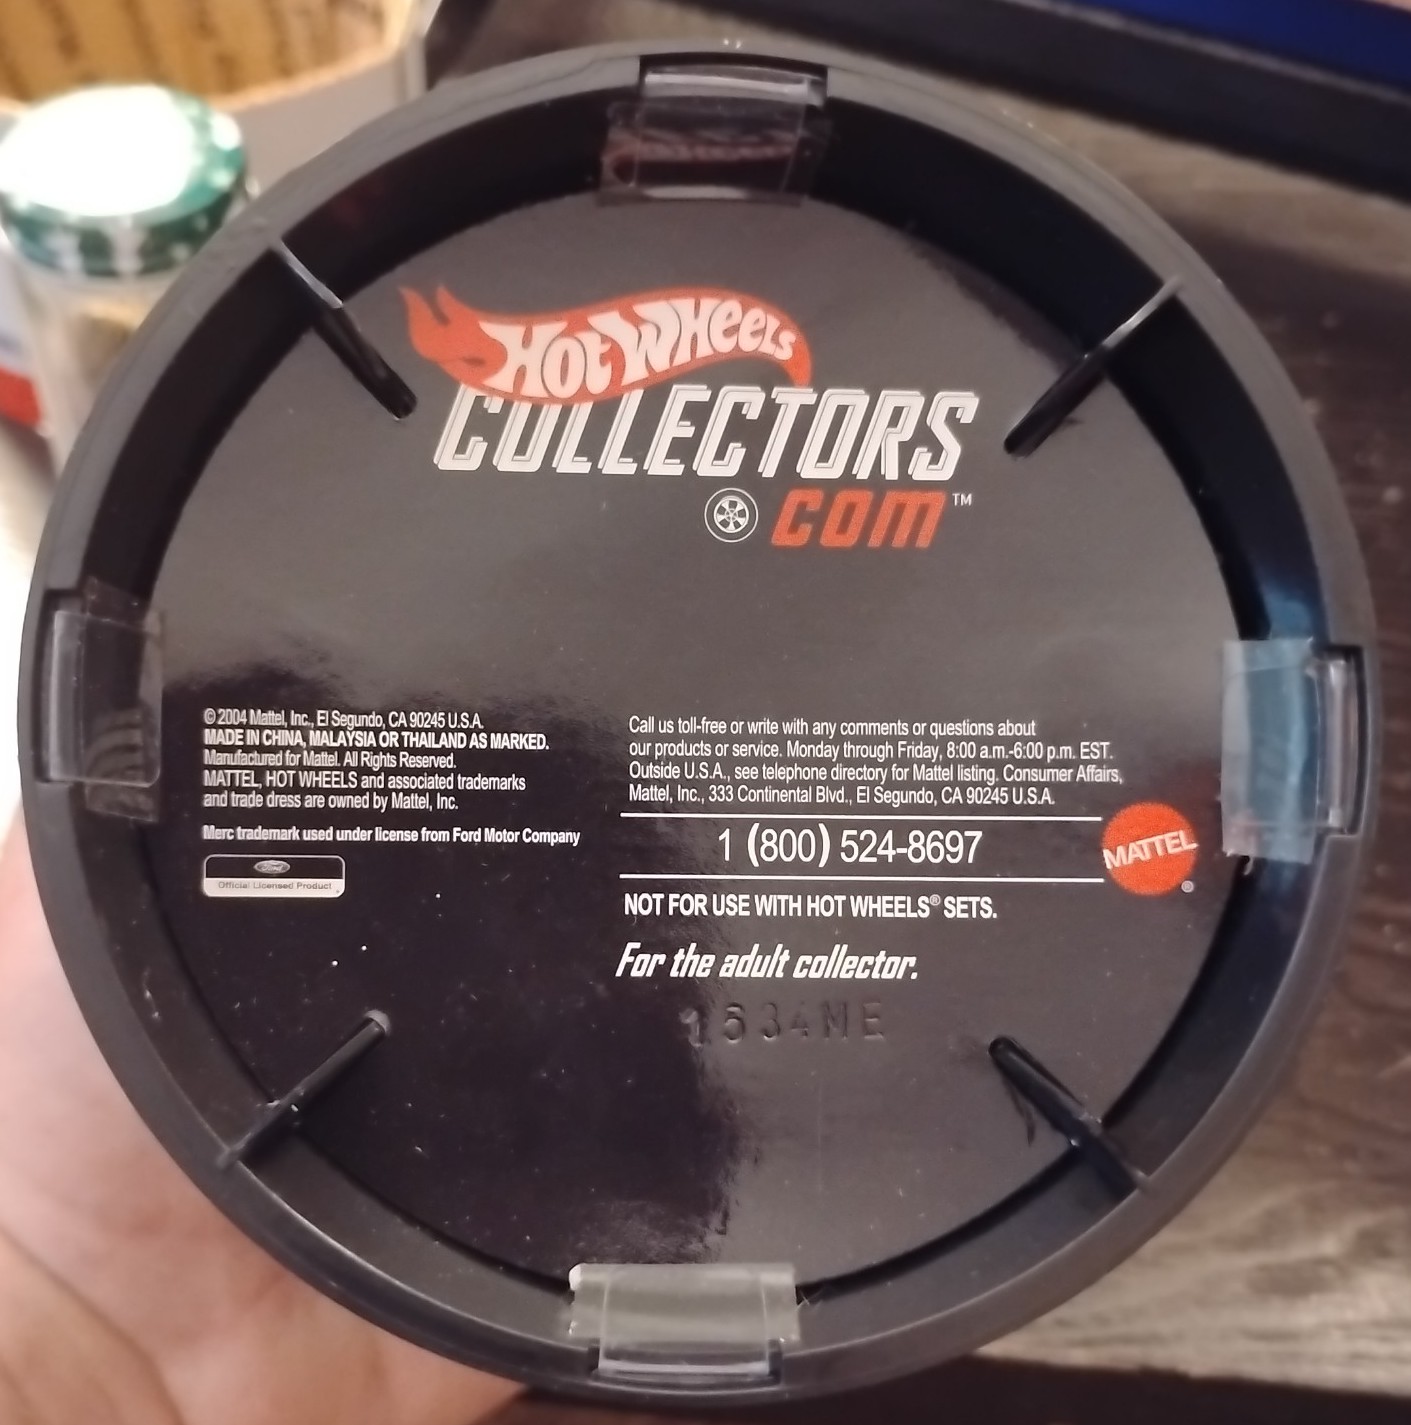 Hot Wheels
COLLECTORS
.com™
© 2004 Mattel, Inc., El Segundo, CA 90245 U.S.A.
MADE IN CHINA, MALAYSIA OR THAILAND AS MARKED.
Manufactured for Mattel. All Rights Reserved.
MATTEL, HOT WHEELS and associated trademarks
and trade dress are owned by Mattel, Inc.
Merc trademark used under license from Ford Motor Company
Ford
Official Licensed Product
Call us toll-free or write with any comments or questions about
our products or service. Monday through Friday, 8:00 a.m.-6:00 p.m. EST.
Outside U.S.A., see telephone directory for Mattel listing. Consumer Affairs,
Mattel, Inc., 333 Continental Blvd., El Segundo, CA 90245 U.S.A.
1 (800) 524-8697
MATTEL®
NOT FOR USE WITH HOT WHEELS® SETS.
For the adult collector.
1634ME